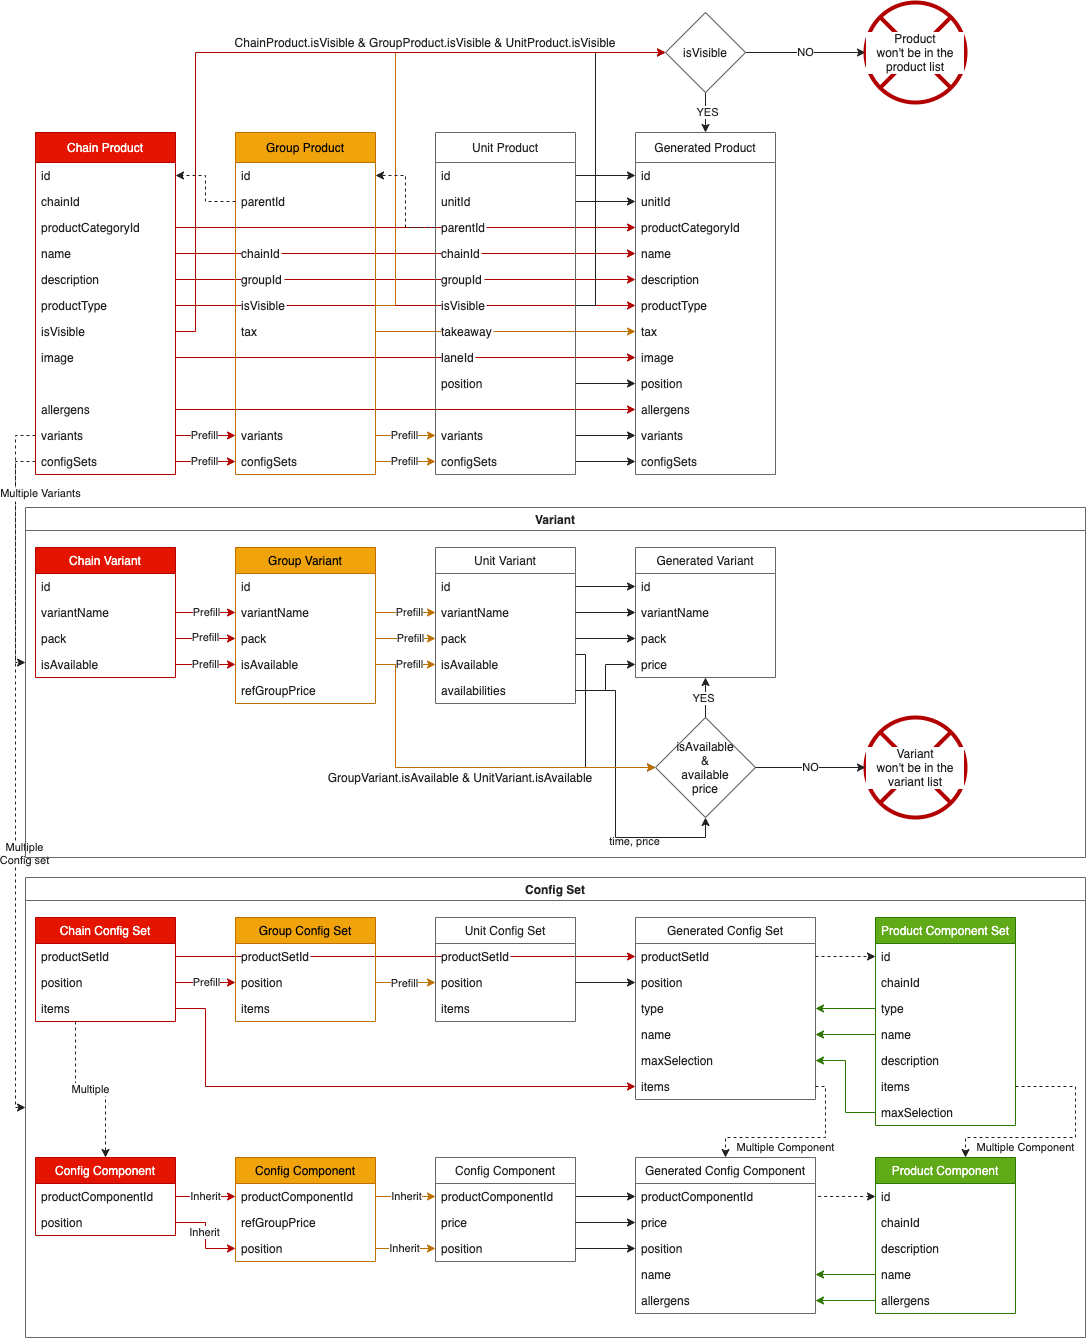 ChainProduct.isVisible & GroupProduct.isVisible & UnitProduct.isVisible
isVisible
NO
Product
won't be in the
product list
YES
Chain Product
id
chainId
productCategoryId
name
description
productType
isVisible
image
allergens
variants
configSets
Prefill
Prefill
Group Product
id
parentId
chainId
groupId
isVisible
tax
variants
configSets
Prefill
Prefill
Unit Product
id
unitId
parentId
chainId
groupId
isVisible
takeaway
laneId
position
variants
configSets
Generated Product
id
unitId
productCategoryId
name
description
productType
tax
image
position
allergens
variants
configSets
Multiple Variants
Variant
Chain Variant
id
variantName
pack
isAvailable
Prefill
Prefill
Prefill
Group Variant
id
variantName
pack
isAvailable
refGroupPrice
Prefill
Prefill
Prefill
Unit Variant
id
variantName
pack
isAvailable
availabilities
Generated Variant
id
variantName
pack
price
YES
isAvailable
&
available
price
NO
Variant
won't be in the
variant list
GroupVariant.isAvailable & UnitVariant.isAvailable
time, price
Multiple
Config set
Config Set
Chain Config Set
productSetId
position
items
Prefill
Group Config Set
productSetId
position
items
Prefill
Unit Config Set
productSetId
position
items
Generated Config Set
productSetId
position
type
name
maxSelection
items
Product Component Set
id
chainId
type
name
description
items
maxSelection
Multiple
Multiple Component
Multiple Component
Config Component
productComponentId
position
Inherit
Inherit
Config Component
productComponentId
refGroupPrice
position
Inherit
Inherit
Config Component
productComponentId
price
position
Generated Config Component
productComponentId
price
position
name
allergens
Product Component
id
chainId
description
name
allergens